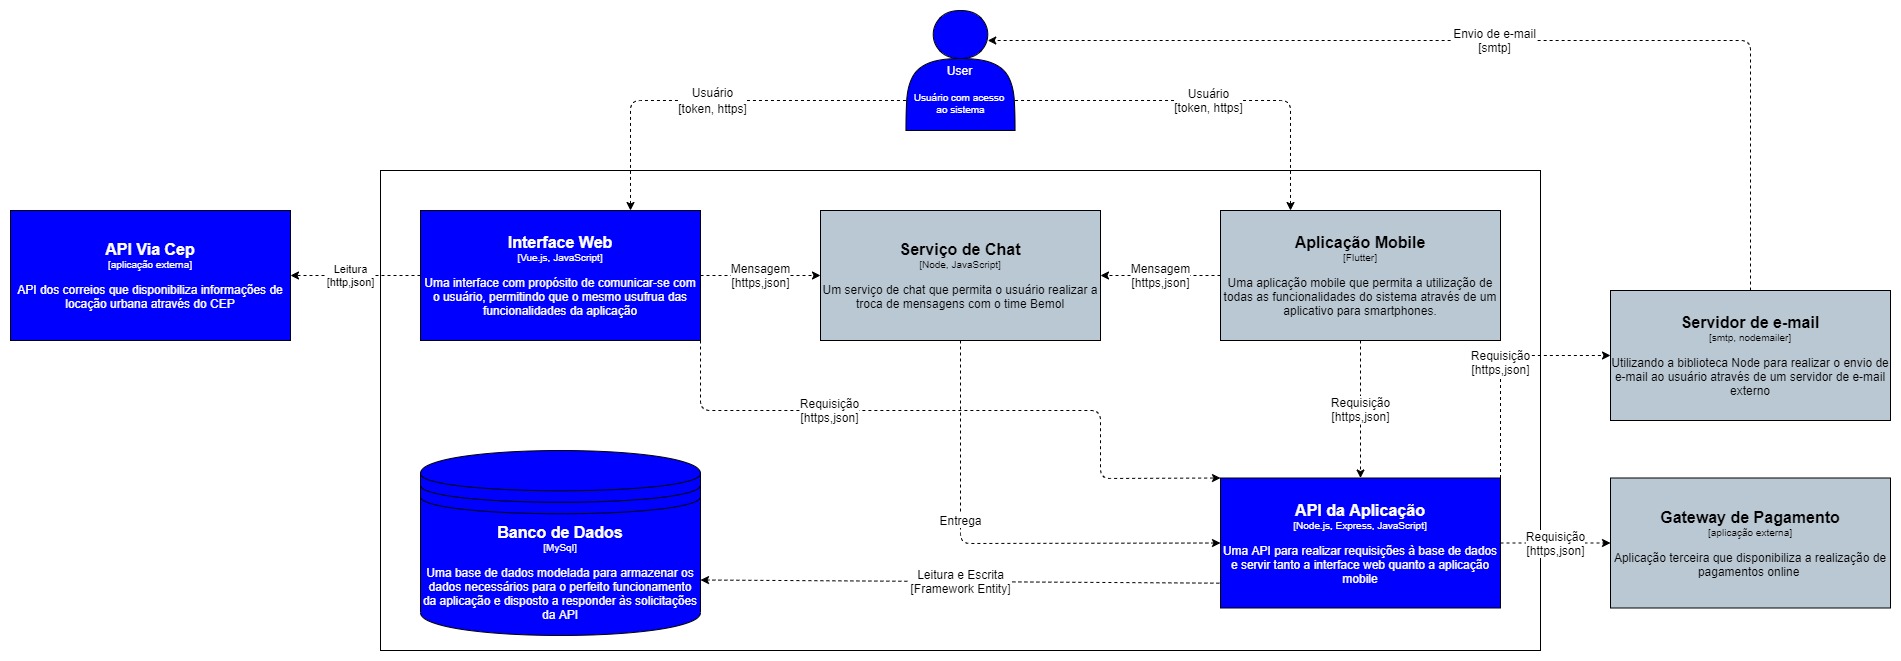 Envio de e-mail
[smtp]
User
Usuário com acesso
ao sistema
Usuário
[token, https]
Usuário
[token, https]
API Via Cep
[aplicação externa]
API dos correios que disponibiliza informações de
locação urbana através do CEP
Leitura
[http,json]
Interface Web
[Vue.js, JavaScript]
Uma interface com propósito de comunicar-se com
o usuário, permitindo que o mesmo usufrua das
funcionalidades da aplicação
Mensagem
[https,json]
Serviço de Chat
[Node, JavaScript]
Um serviço de chat que permita o usuário realizar a
troca de mensagens com o time Bemol
Mensagem
[https,json]
Aplicação Mobile
[Flutter]
Uma aplicação mobile que permita a utilização de
todas as funcionalidades do sistema através de um
aplicativo para smartphones.
Servidor de e-mail
[smtp, nodemailer]
Utilizando a biblioteca Node para realizar o envio de
e-mail ao usuário através de um servidor de e-mail
externo
Requisição
[https,json]
Requisição
[https,json]
Requisição
[https,json]
Banco de Dados
[MySql]
Uma base de dados modelada para armazenar os
dados necessários para o perfeito funcionamento
da aplicação e disposto a responder às solicitações
da API
Entrega
Leitura e Escrita
[Framework Entity]
API da Aplicação
[Node.js, Express, JavaScript]
Uma API para realizar requisições à base de dados
e servir tanto a interface web quanto a aplicação
mobile
Requisição
[https,json]
Gateway de Pagamento
[aplicação externa]
Aplicação terceira que disponibiliza a realização de
pagamentos online